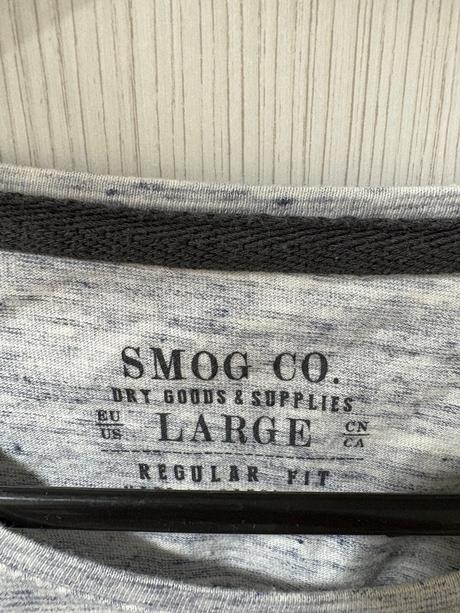 SMOG CO.
DRY GOODS & SUPPLIES
EU
US
LARGE
CN
CA
REGULAR FIT